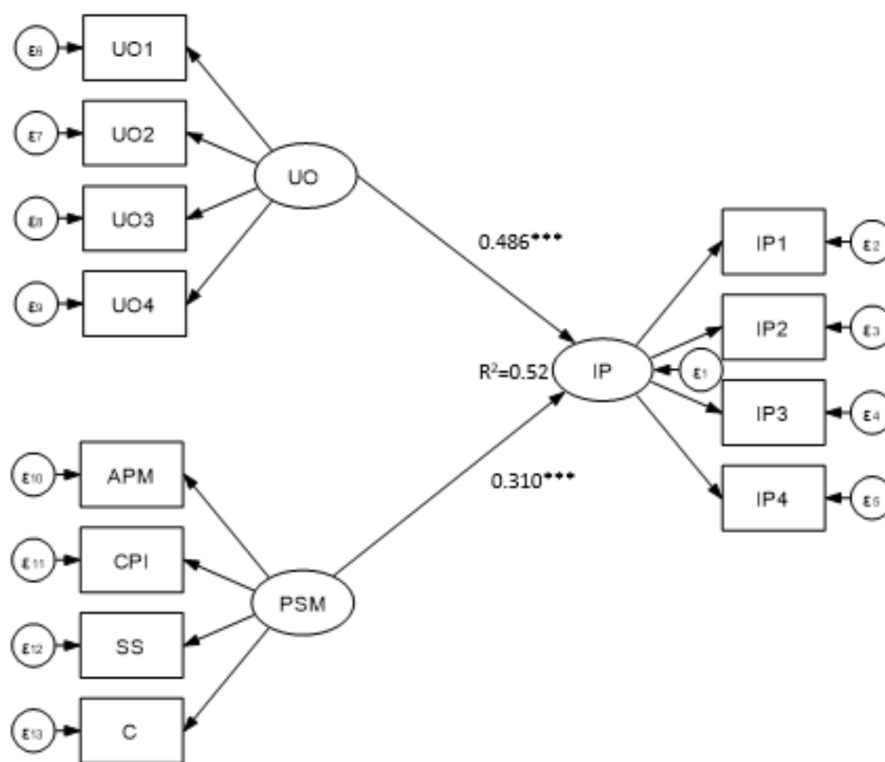 ε6
UO1
ε7
UO2
UO
ε8
UO3
ε9
UO4
0.486***
IP1
ε2
IP2
ε3
R²=0.52
IP
ε1
IP3
ε4
IP4
ε5
0.310***
ε10
APM
ε11
CPI
PSM
ε12
SS
ε13
C